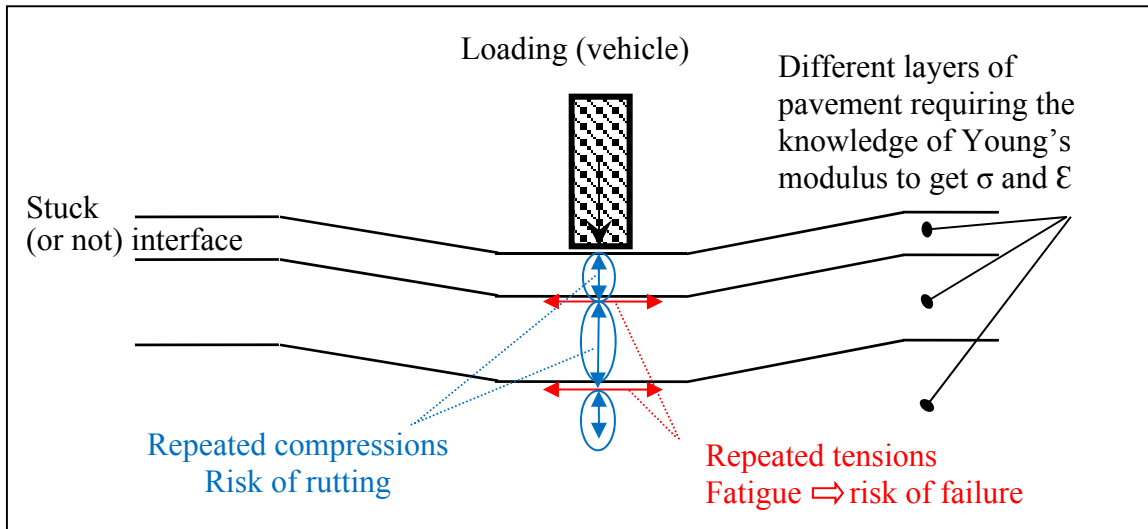 Loading (vehicle)
Different layers of
pavement requiring the
knowledge of Young’s
modulus to get σ and Ɛ
Stuck
(or not) interface
Repeated compressions
Risk of rutting
Repeated tensions
Fatigue ⇨ risk of failure